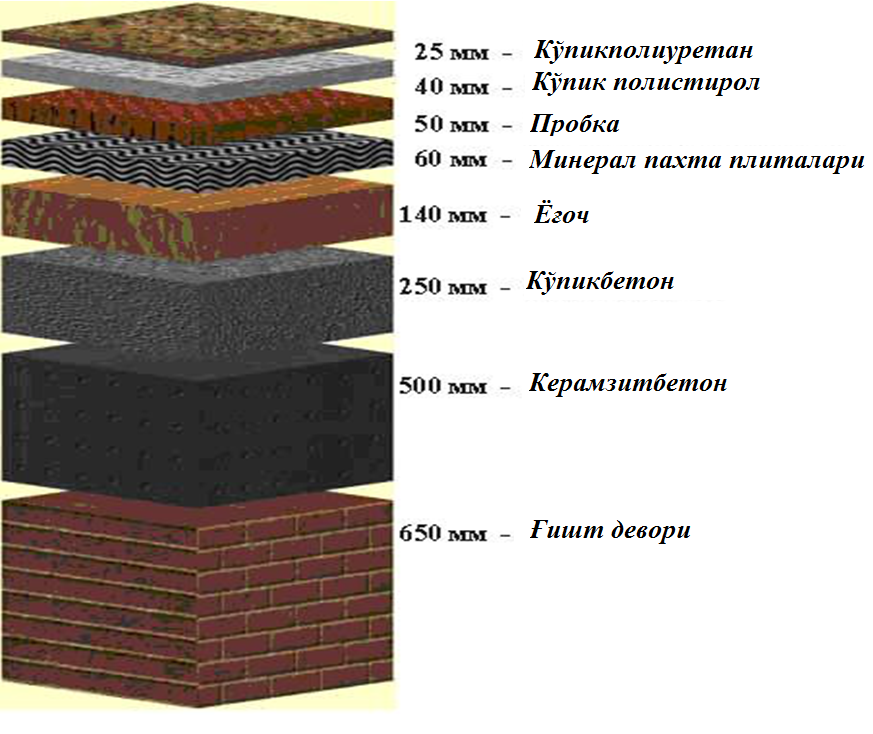 25 мм - Кўпикполиуретан
40 мм - Кўпик полистирол
50 мм - Пробка
60 мм - Минерал пахта плиталари
140 мм - Ёгоч
250 мм - Кўпикбетон
500 мм - Керамзитбетон
650 мм - Ғишт девори